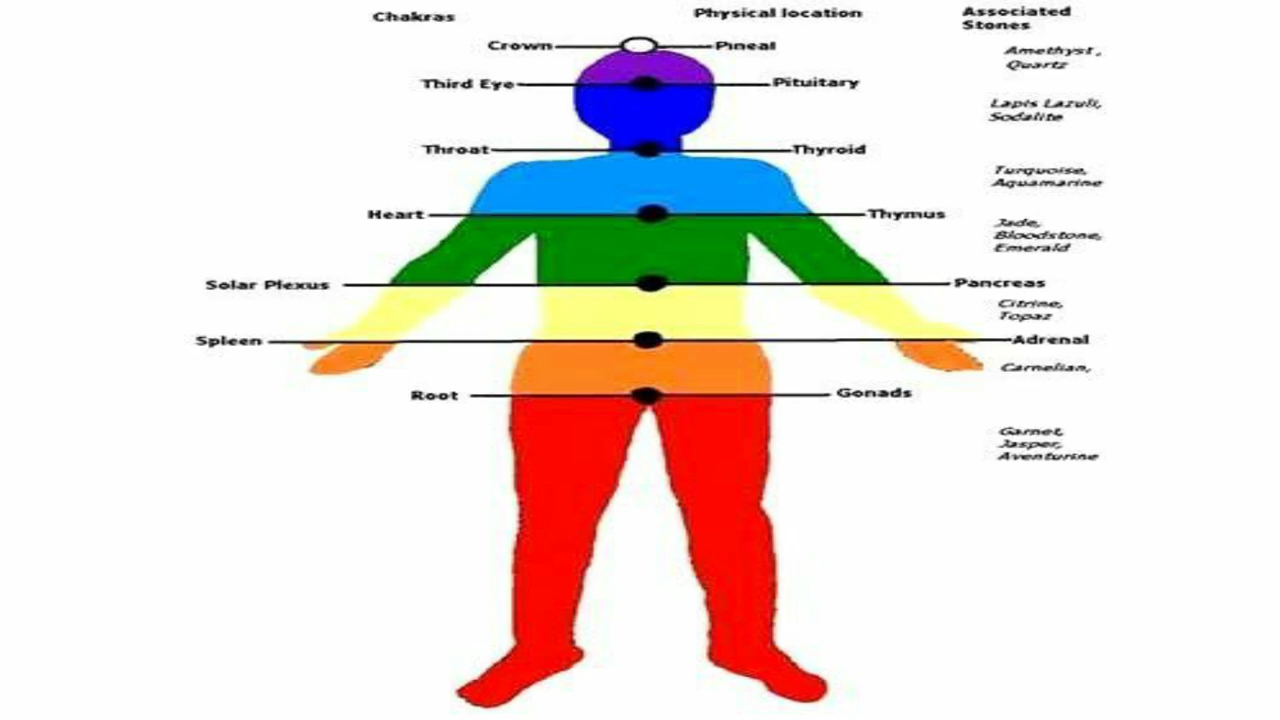 Chakras Physical location Associated
Stones
Crown Pineal
Amethyst,
Quartz
Third Eye Pituitary
Lapis Lazuli,
Sodalite
Throat Thyroid
Turquoise,
Aquamarine
Heart Thymus
Jade,
Bloodstone,
Emerald
Solar Plexus Pancreas
Citrine,
Topaz
Spleen Adrenal
Carnelian,
Root Gonads
Garnet,
Jasper,
Aventurine